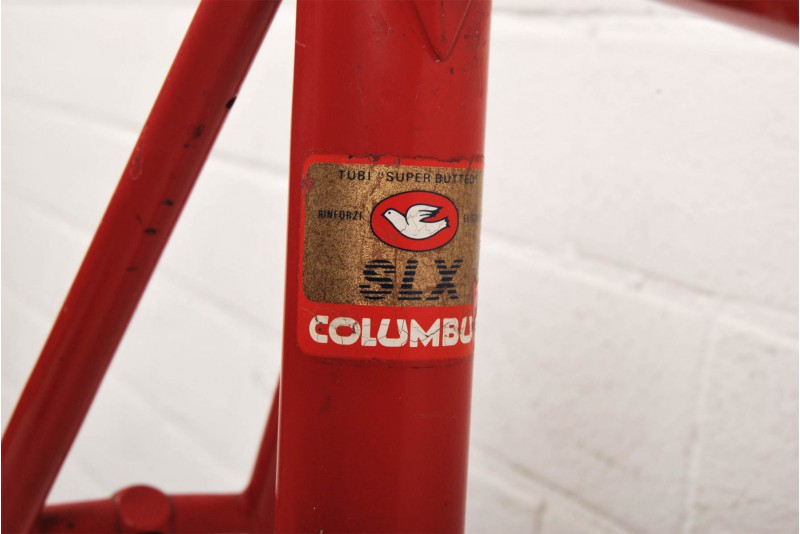 TUBI "SUPER BUTTED"
RINFORZI
SLX
COLUMBU